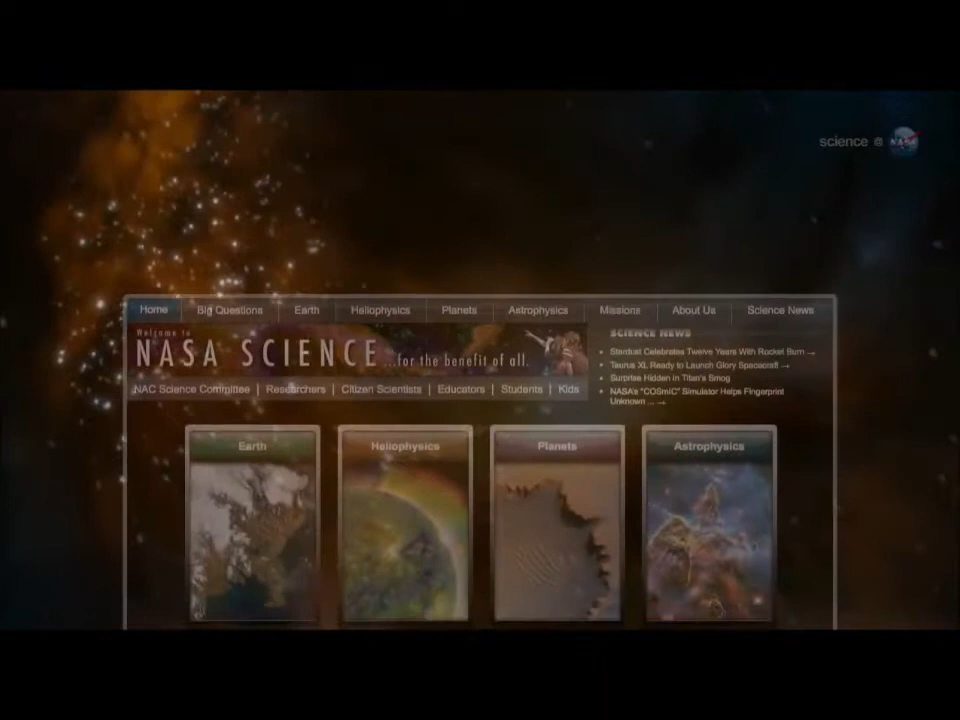 science @ NASA
Home Big Questions Earth Heliophysics Planets Astrophysics Missions About Us Science News
Welcome to
NASA SCIENCE ...for the benefit of all.
NAC Science Committee | Researchers | Citizen Scientists | Educators | Students | Kids
SCIENCE NEWS
Stardust Celebrates Twelve Years With Rocket Burn →
Taurus XL Ready to Launch Glory Spacecraft →
Surprise Hidden in Titan's Smog
NASA's "COSmIC" Simulator Helps Fingerprint
Unknown ... →
Earth Heliophysics Planets Astrophysics